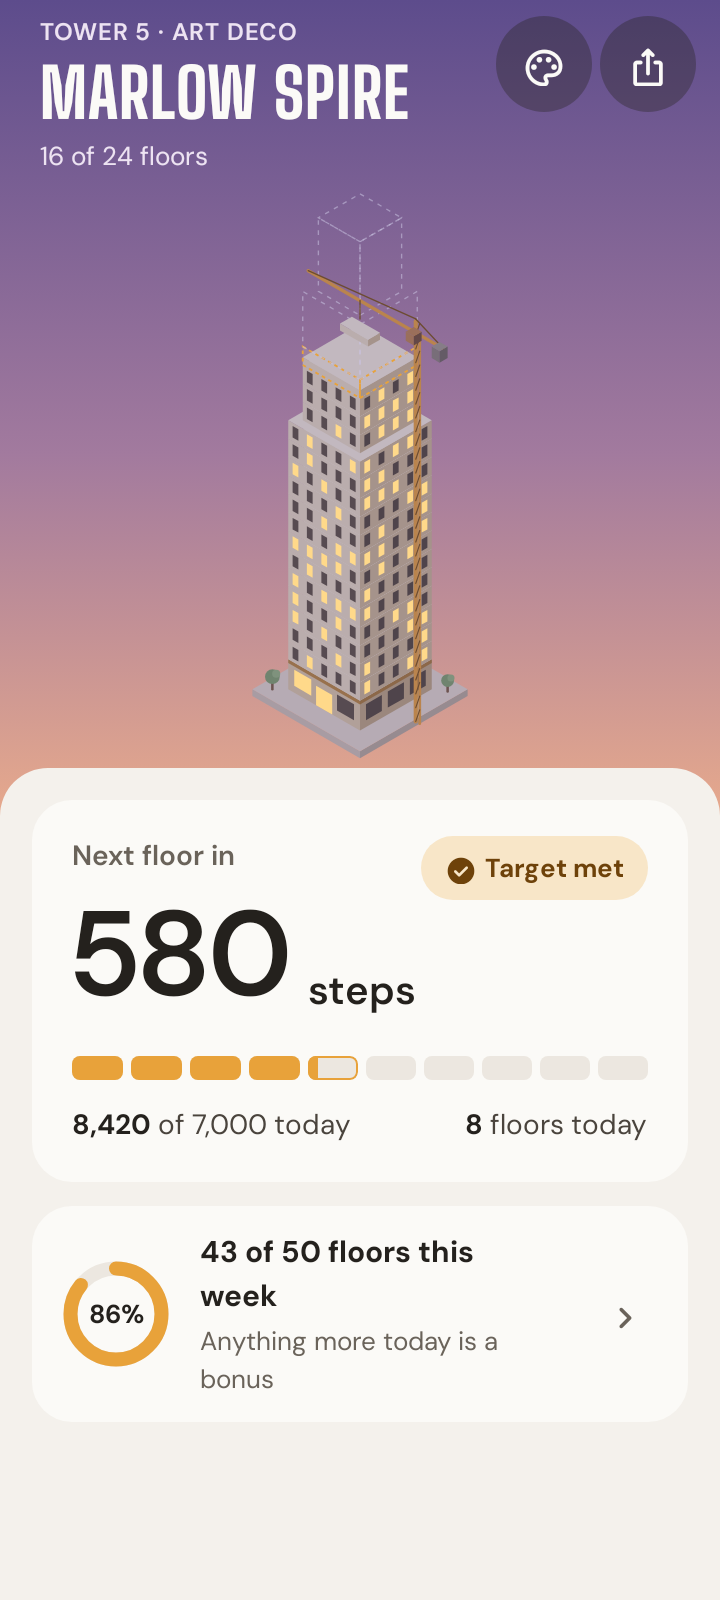 TOWER 5 · ART DECO
MARLOW SPIRE
16 of 24 floors
Next floor in
Target met
580 steps
8,420 of 7,000 today
8 floors today
86%
43 of 50 floors this
week
Anything more today is a
bonus